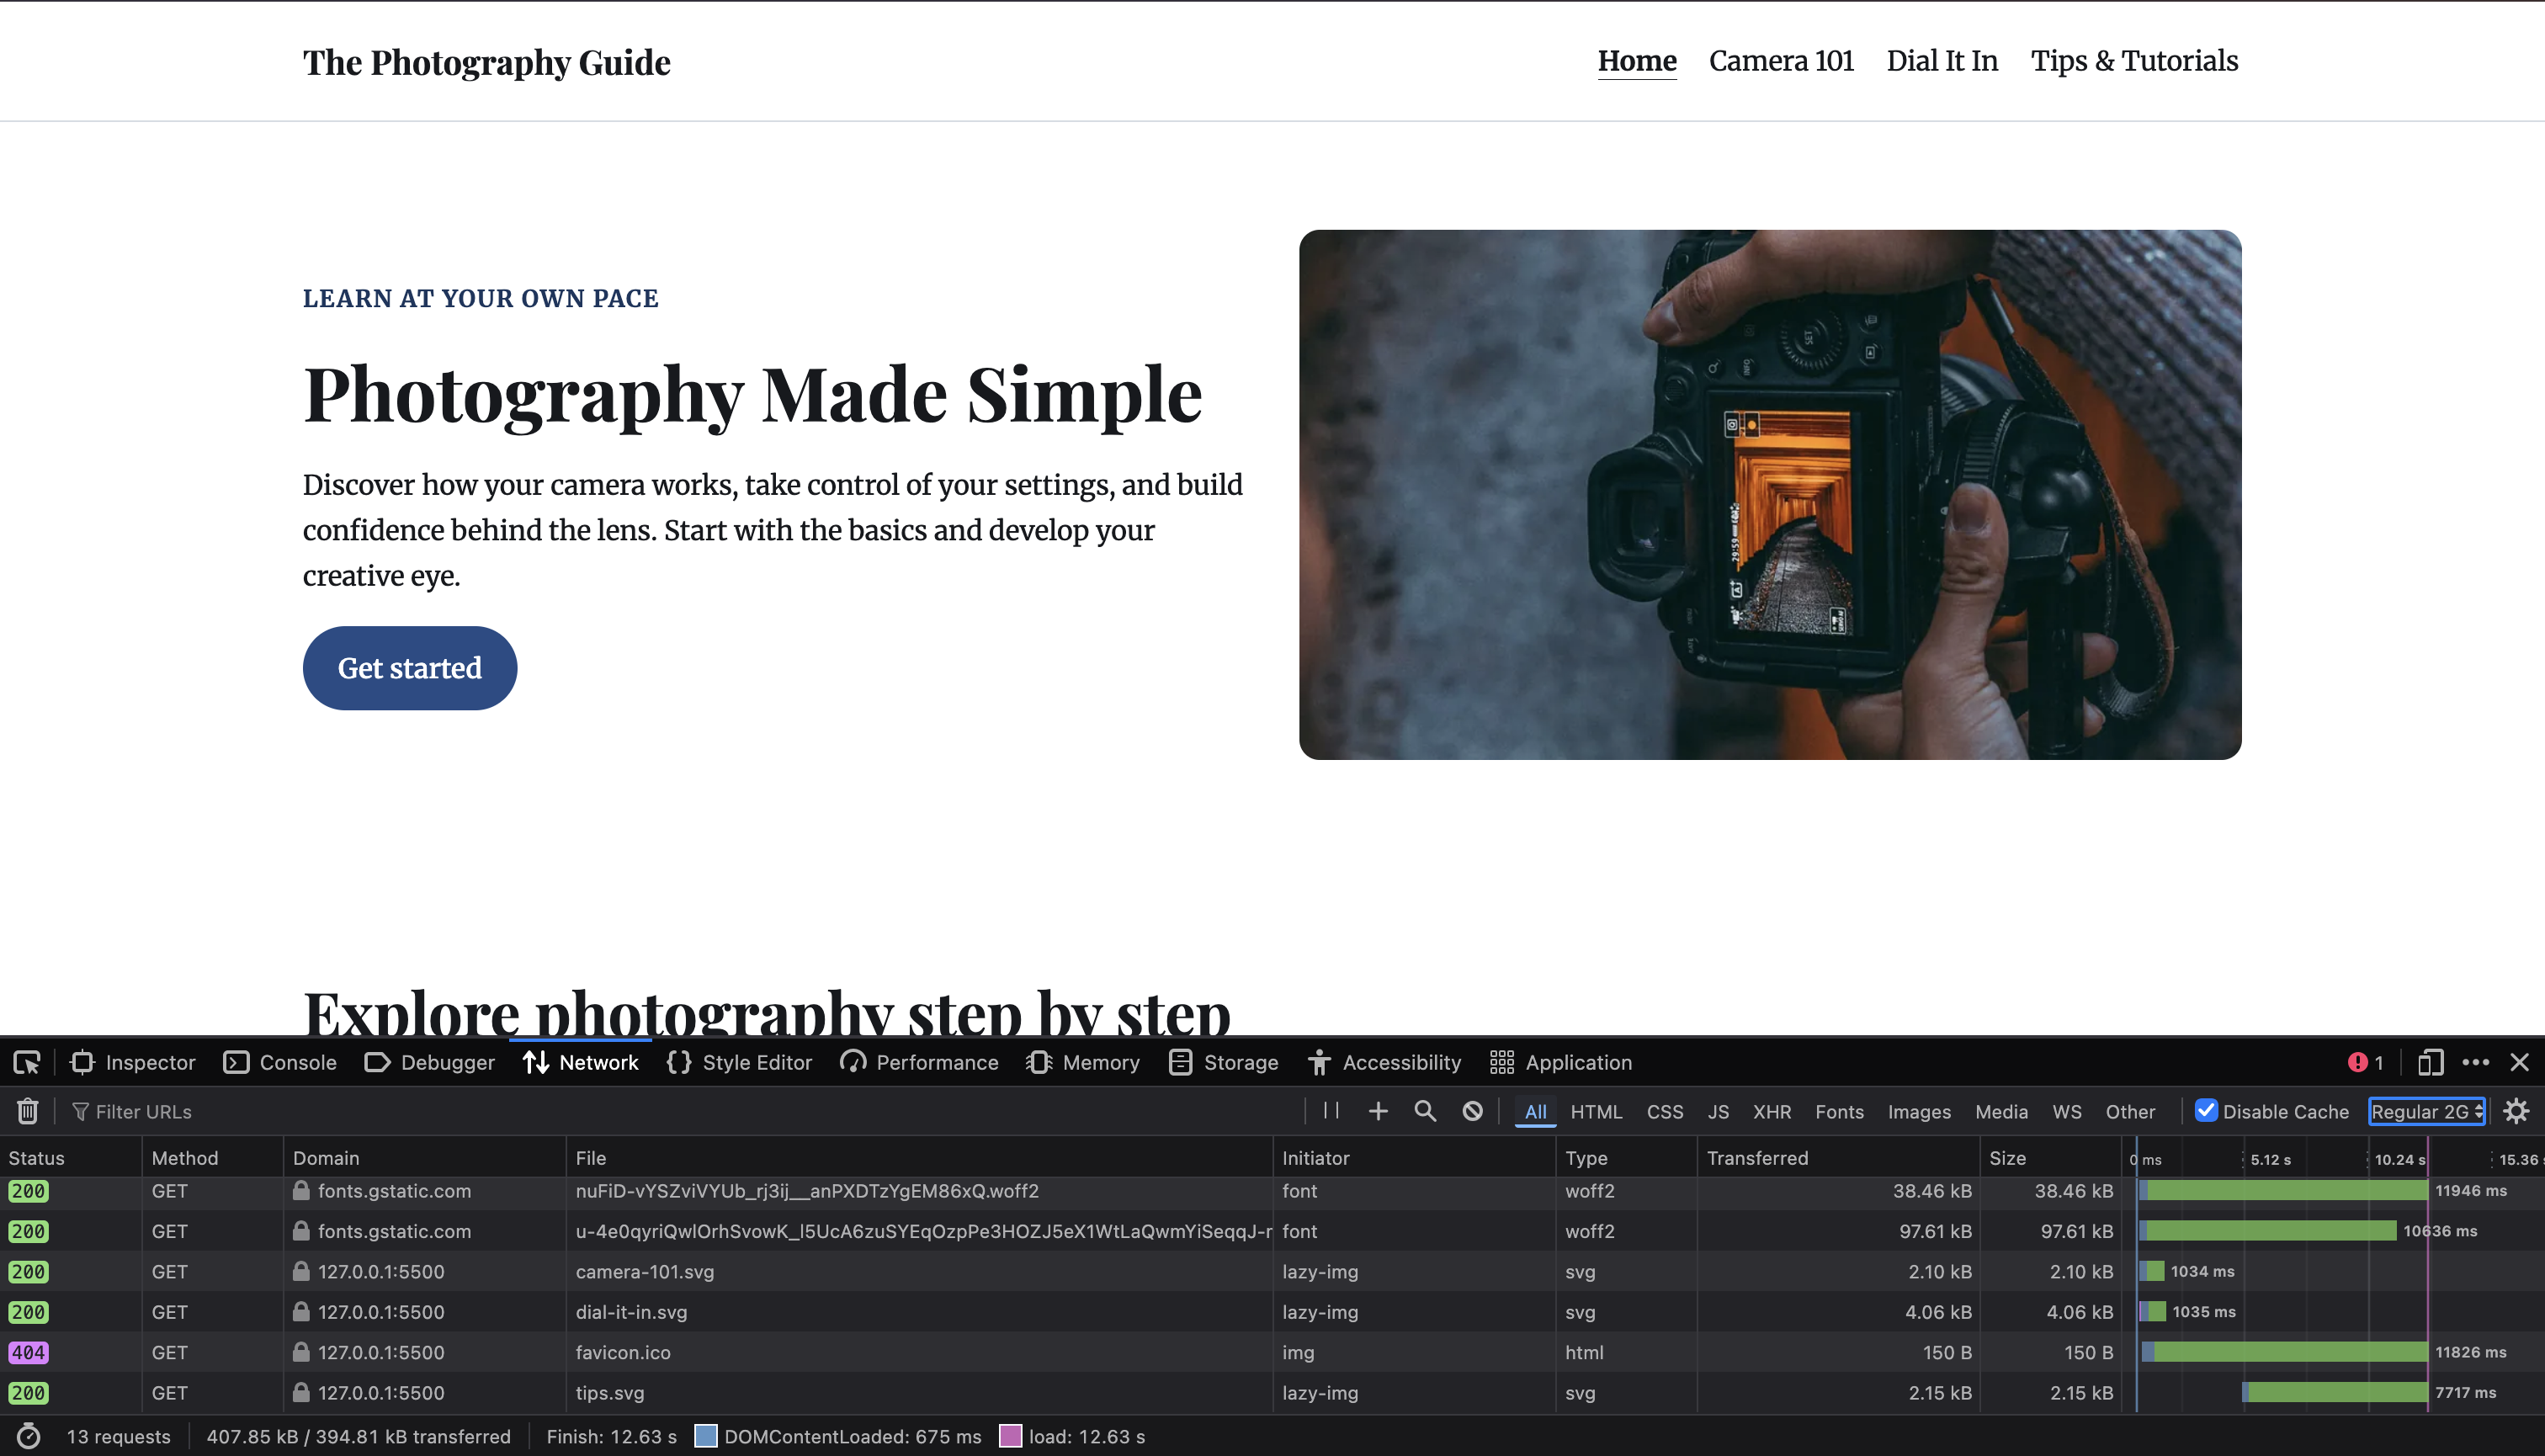 The Photography Guide
Home Camera 101 Dial It In Tips & Tutorials
LEARN AT YOUR OWN PACE
Photography Made Simple
Discover how your camera works, take control of your settings, and build
confidence behind the lens. Start with the basics and develop your
creative eye.
Get started
SET
INFO
29:59
Explore photography step by step
Inspector Console Debugger Network Style Editor Performance Memory Storage Accessibility Application 1
Filter URLs All HTML CSS JS XHR Fonts Images Media WS Other Disable Cache Regular 2G
Status Method Domain File Initiator Type Transferred Size 0 ms 5.12 s 10.24 s 15.36
200 GET fonts.gstatic.com nuFiD-vYSZviVYUb_rj3ij__anPXDTzYgEM86xQ.woff2 font woff2 38.46 kB 38.46 kB 11946 ms
200 GET fonts.gstatic.com u-4e0qyriQwlOrhSvowK_l5UcA6zuSYEqOzpPe3HOZJ5eX1WtLaQwmYiSeqqJ-r font woff2 97.61 kB 97.61 kB 10636 ms
200 GET 127.0.0.1:5500 camera-101.svg lazy-img svg 2.10 kB 2.10 kB 1034 ms
200 GET 127.0.0.1:5500 dial-it-in.svg lazy-img svg 4.06 kB 4.06 kB 1035 ms
404 GET 127.0.0.1:5500 favicon.ico img html 150 B 150 B 11826 ms
200 GET 127.0.0.1:5500 tips.svg lazy-img svg 2.15 kB 2.15 kB 7717 ms
13 requests 407.85 kB / 394.81 kB transferred Finish: 12.63 s DOMContentLoaded: 675 ms load: 12.63 s